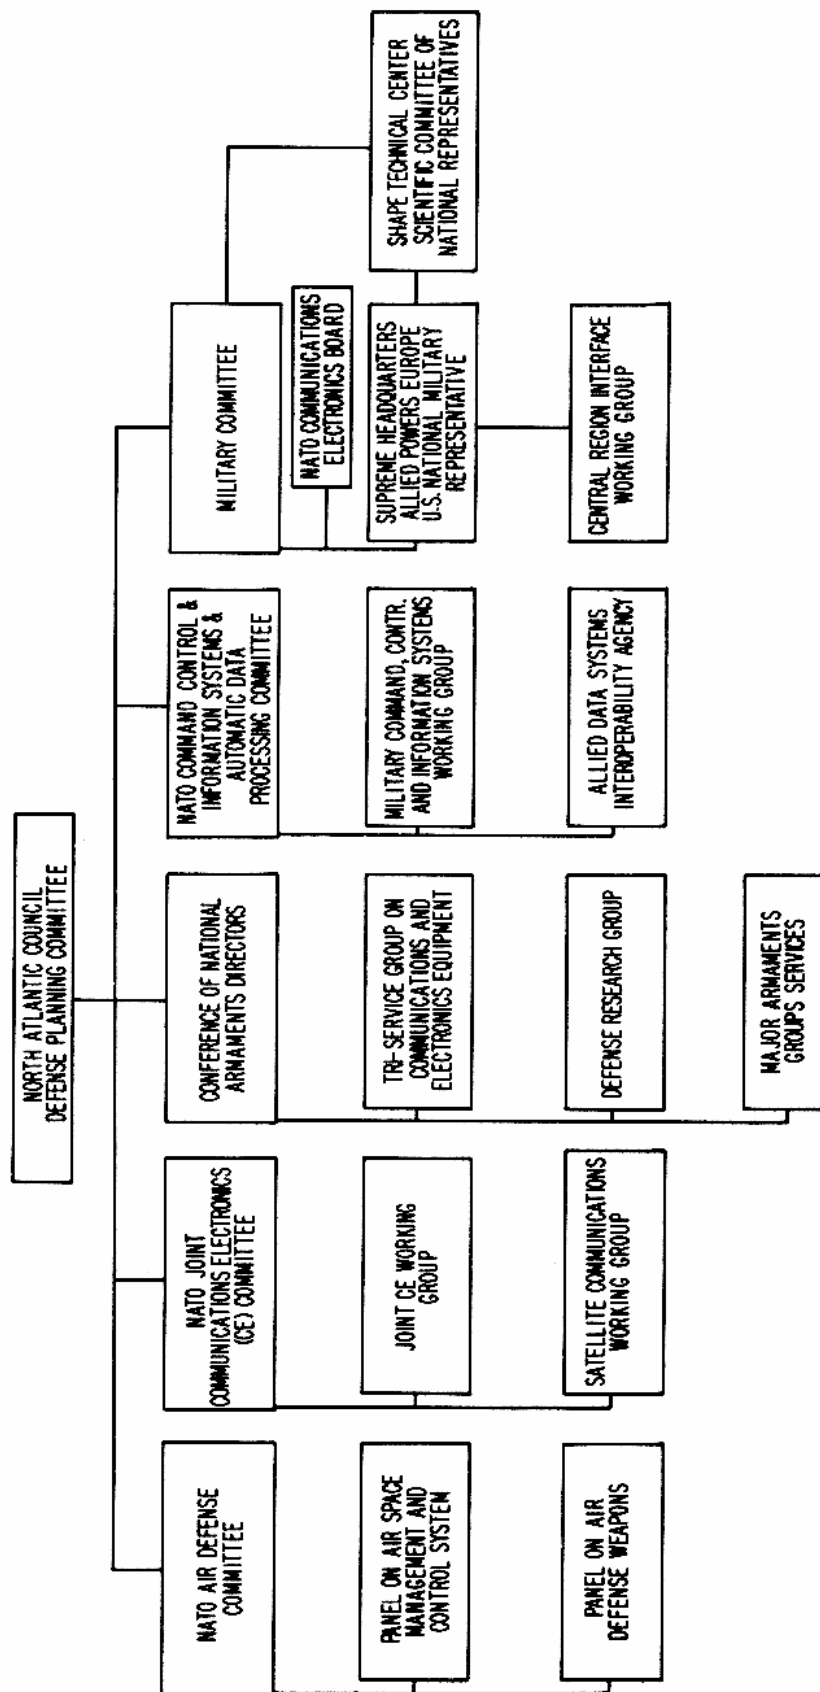 NORTH ATLANTIC COUNCIL
DEFENSE PLANNING COMMITTEE
NATO AIR DEFENSE
COMMITTEE
NATO JOINT
COMMUNICATIONS ELECTRONICS
(CE) COMMITTEE
CONFERENCE OF NATIONAL
ARMAMENTS DIRECTORS
NATO COMMAND CONTROL &
INFORMATION SYSTEMS &
AUTOMATIC DATA
PROCESSING COMMITTEE
MILITARY COMMITTEE
NATO COMMUNICATIONS
ELECTRONICS BOARD
PANEL ON AIR SPACE
MANAGEMENT AND
CONTROL SYSTEM
JOINT CE WORKING
GROUP
TRI-SERVICE GROUP ON
COMMUNICATIONS AND
ELECTRONICS EQUIPMENT
MILITARY COMMAND, CONTR.
AND INFORMATION SYSTEMS
WORKING GROUP
SUPREME HEADQUARTERS
ALLIED POWERS EUROPE
U.S. NATIONAL MILITARY
REPRESENTATIVE
SHAPE TECHNICAL CENTER
SCIENTIFIC COMMITTEE OF
NATIONAL REPRESENTATIVES
PANEL ON AIR
DEFENSE WEAPONS
SATELLITE COMMUNICATIONS
WORKING GROUP
DEFENSE RESEARCH GROUP
ALLIED DATA SYSTEMS
INTEROPERABILITY AGENCY
CENTRAL REGION INTERFACE
WORKING GROUP
MAJOR ARMAMENTS
GROUPS SERVICES